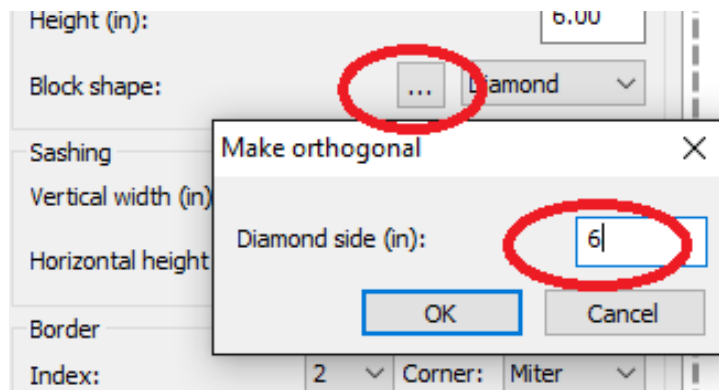 Height (in):
6.00
Block shape:
...
Diamond
Sashing
Make orthogonal
Vertical width (in)
Diamond side (in):
6
Horizontal height
OK
Cancel
Border
Index:
2
Corner:
Miter